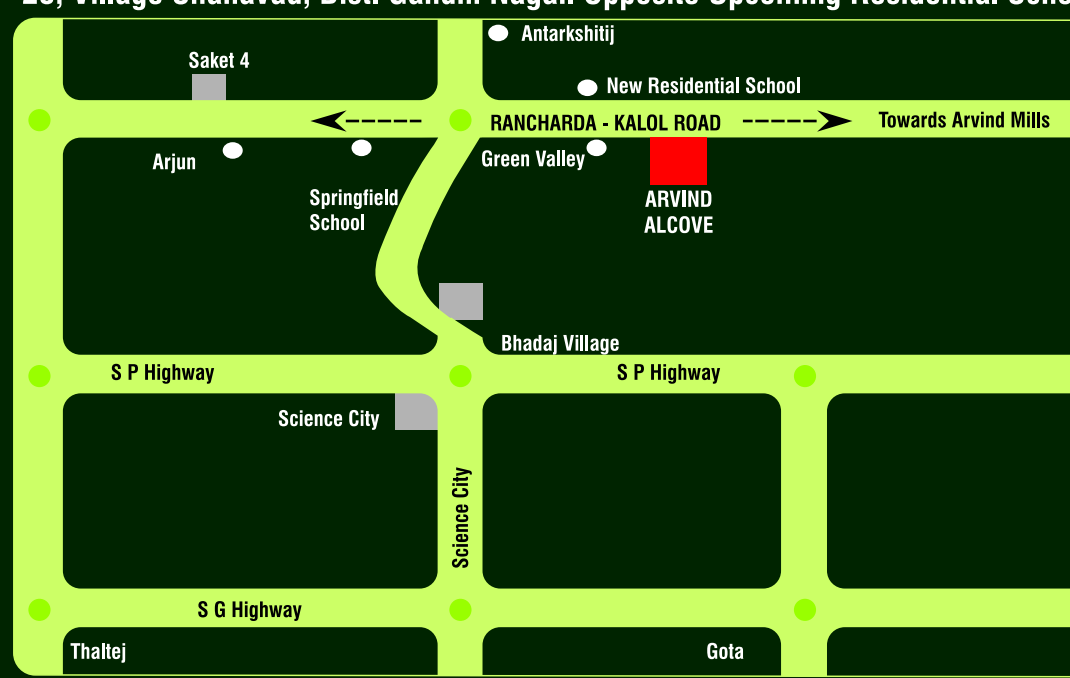 Antarkshitij
Saket 4
New Residential School
RANCHARDA - KALOL ROAD
Towards Arvind Mills
Arjun
Green Valley
Springfield
School
ARVIND
ALCOVE
Bhadaj Village
S P Highway
S P Highway
Science City
Science City
S G Highway
Thaltej
Gota